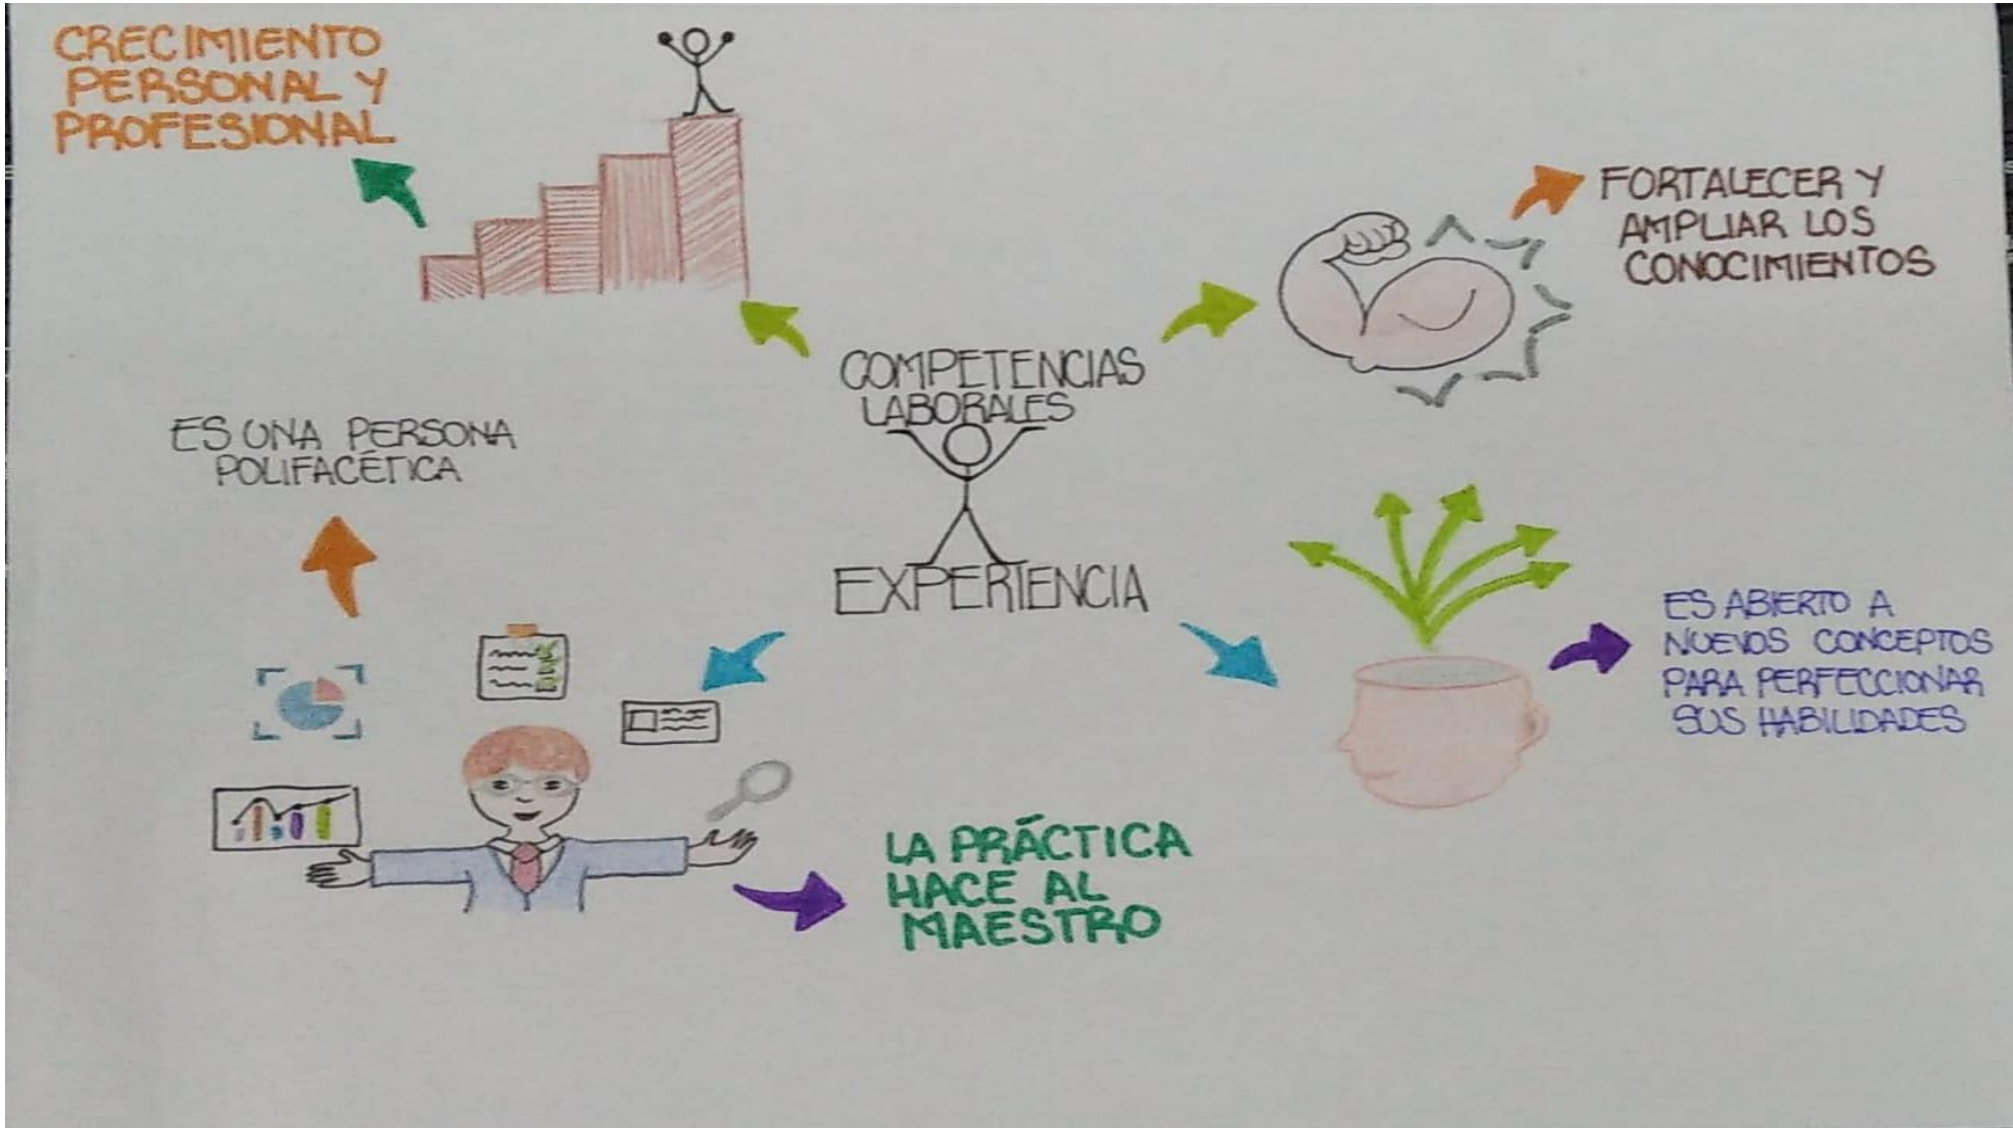 CRECIMIENTO
PERSONAL Y
PROFESIONAL
FORTALECER Y
AMPLIAR LOS
CONOCIMIENTOS
COMPETENCIAS
LABORALES
ES UNA PERSONA
POLIFACÉTICA
EXPERIENCIA
ES ABIERTO A
NUEVOS CONCEPTOS
PARA PERFECCIONAR
SUS HABILIDADES
LA PRÁCTICA
HACE AL
MAESTRO